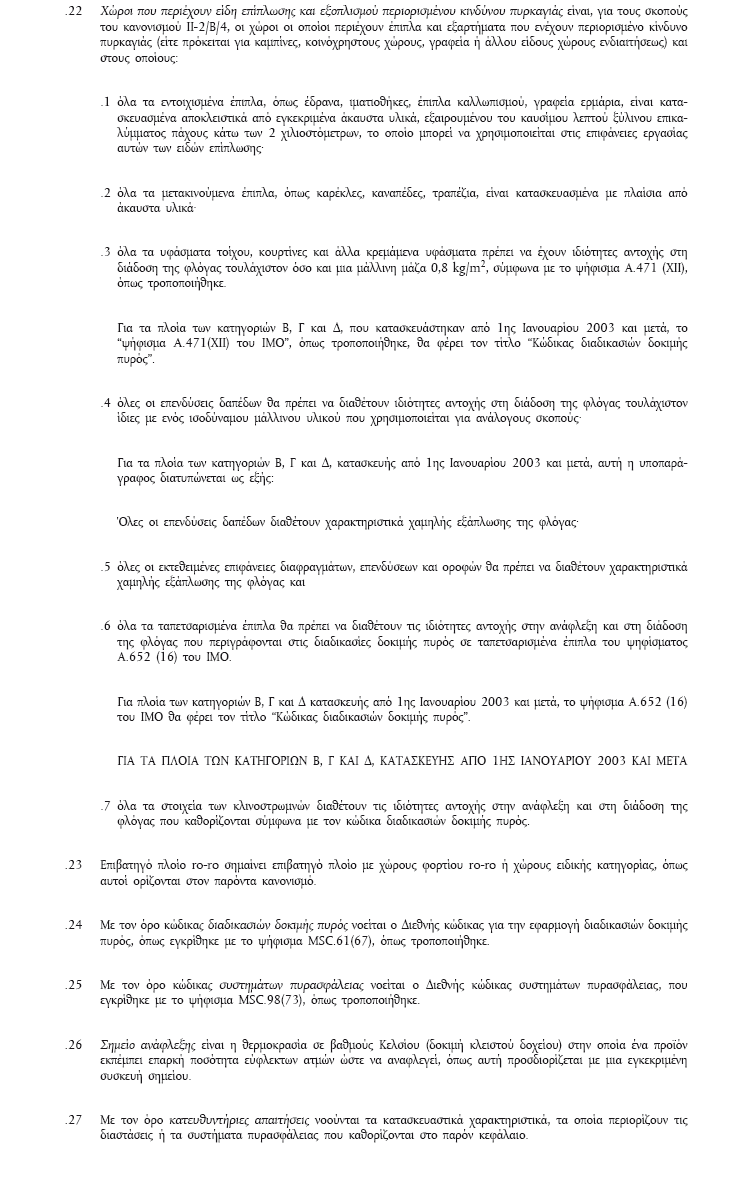 .22 Χώροι που περιέχουν είδη επίπλωσης και εξοπλισμού περιορισμένου κινδύνου πυρκαγιάς είναι, για τους σκοπούς
του κανονισμού II-2/B/4, οι χώροι οι οποίοι περιέχουν έπιπλα και εξαρτήματα που ενέχουν περιορισμένο κίνδυνο
πυρκαγιάς (είτε πρόκειται για καμπίνες, κοινόχρηστους χώρους, γραφεία ή άλλου είδους χώρους ενδιαιτήσεως) και
στους οποίους:
.1 όλα τα εντοιχισμένα έπιπλα, όπως έδρανα, ιματιοθήκες, έπιπλα καλλωπισμού, γραφεία ερμάρια, είναι κατα-
σκευασμένα αποκλειστικά από εγκεκριμένα άκαυστα υλικά, εξαιρουμένου του καυσίμου λεπτού ξύλινου επικα-
λύμματος πάχους κάτω των 2 χιλιοστόμετρων, το οποίο μπορεί να χρησιμοποιείται στις επιφάνειες εργασίας
αυτών των ειδών επίπλωσης·
.2 όλα τα μετακινούμενα έπιπλα, όπως καρέκλες, καναπέδες, τραπέζια, είναι κατασκευασμένα με πλαίσια από
άκαυστα υλικά·
.3 όλα τα υφάσματα τοίχου, κουρτίνες και άλλα κρεμάμενα υφάσματα πρέπει να έχουν ιδιότητες αντοχής στη
διάδοση της φλόγας τουλάχιστον όσο και μια μάλλινη μάζα 0,8 kg/m², σύμφωνα με το ψήφισμα A.471 (XII),
όπως τροποποιήθηκε.
Για τα πλοία των κατηγοριών Β, Γ και Δ, που κατασκευάστηκαν από 1ης Ιανουαρίου 2003 και μετά, το
“ψήφισμα A.471(XII) του ΙΜΟ”, όπως τροποποιήθηκε, θα φέρει τον τίτλο “Κώδικας διαδικασιών δοκιμής
πυρός”.
.4 όλες οι επενδύσεις δαπέδων θα πρέπει να διαθέτουν ιδιότητες αντοχής στη διάδοση της φλόγας τουλάχιστον
ίδιες με ενός ισοδύναμου μάλλινου υλικού που χρησιμοποιείται για ανάλογους σκοπούς·
Για τα πλοία των κατηγοριών Β, Γ και Δ, κατασκευής από 1ης Ιανουαρίου 2003 και μετά, αυτή η υποπαρά-
γραφος διατυπώνεται ως εξής:
Όλες οι επενδύσεις δαπέδων διαθέτουν χαρακτηριστικά χαμηλής εξάπλωσης της φλόγας·
.5 όλες οι εκτεθειμένες επιφάνειες διαφραγμάτων, επενδύσεων και οροφών θα πρέπει να διαθέτουν χαρακτηριστικά
χαμηλής εξάπλωσης της φλόγας και
.6 όλα τα ταπετσαρισμένα έπιπλα θα πρέπει να διαθέτουν τις ιδιότητες αντοχής στην ανάφλεξη και στη διάδοση
της φλόγας που περιγράφονται στις διαδικασίες δοκιμής πυρός σε ταπετσαρισμένα έπιπλα του ψηφίσματος
A.652 (16) του ΙΜΟ.
Για πλοία των κατηγοριών Β, Γ και Δ κατασκευής από 1ης Ιανουαρίου 2003 και μετά, το ψήφισμα A.652 (16)
του ΙΜΟ θα φέρει τον τίτλο “Κώδικας διαδικασιών δοκιμής πυρός”.
ΓΙΑ ΤΑ ΠΛΟΙΑ ΤΩΝ ΚΑΤΗΓΟΡΙΩΝ Β, Γ ΚΑΙ Δ, ΚΑΤΑΣΚΕΥΗΣ ΑΠΟ 1ΗΣ ΙΑΝΟΥΑΡΙΟΥ 2003 ΚΑΙ ΜΕΤΑ
.7 όλα τα στοιχεία των κλινοστρωμνών διαθέτουν τις ιδιότητες αντοχής στην ανάφλεξη και στη διάδοση της
φλόγας που καθορίζονται σύμφωνα με τον κώδικα διαδικασιών δοκιμής πυρός.
.23 Επιβατηγό πλοίο ro-ro σημαίνει επιβατηγό πλοίο με χώρους φορτίου ro-ro ή χώρους ειδικής κατηγορίας, όπως
αυτοί ορίζονται στον παρόντα κανονισμό.
.24 Με τον όρο κώδικας διαδικασιών δοκιμής πυρός νοείται ο Διεθνής κώδικας για την εφαρμογή διαδικασιών δοκιμής
πυρός, όπως εγκρίθηκε με το ψήφισμα MSC.61(67), όπως τροποποιήθηκε.
.25 Με τον όρο κώδικας συστημάτων πυρασφάλειας νοείται ο Διεθνής κώδικας συστημάτων πυρασφάλειας, που
εγκρίθηκε με το ψήφισμα MSC.98(73), όπως τροποποιήθηκε.
.26 Σημείο ανάφλεξης είναι η θερμοκρασία σε βαθμούς Κελσίου (δοκιμή κλειστού δοχείου) στην οποία ένα προϊόν
εκπέμπει επαρκή ποσότητα εύφλεκτων ατμών ώστε να αναφλεγεί, όπως αυτή προσδιορίζεται με μια εγκεκριμένη
συσκευή σημείου.
.27 Με τον όρο κατευθυντήριες απαιτήσεις νοούνται τα κατασκευαστικά χαρακτηριστικά, τα οποία περιορίζουν τις
διαστάσεις ή τα συστήματα πυρασφάλειας που καθορίζονται στο παρόν κεφάλαιο.